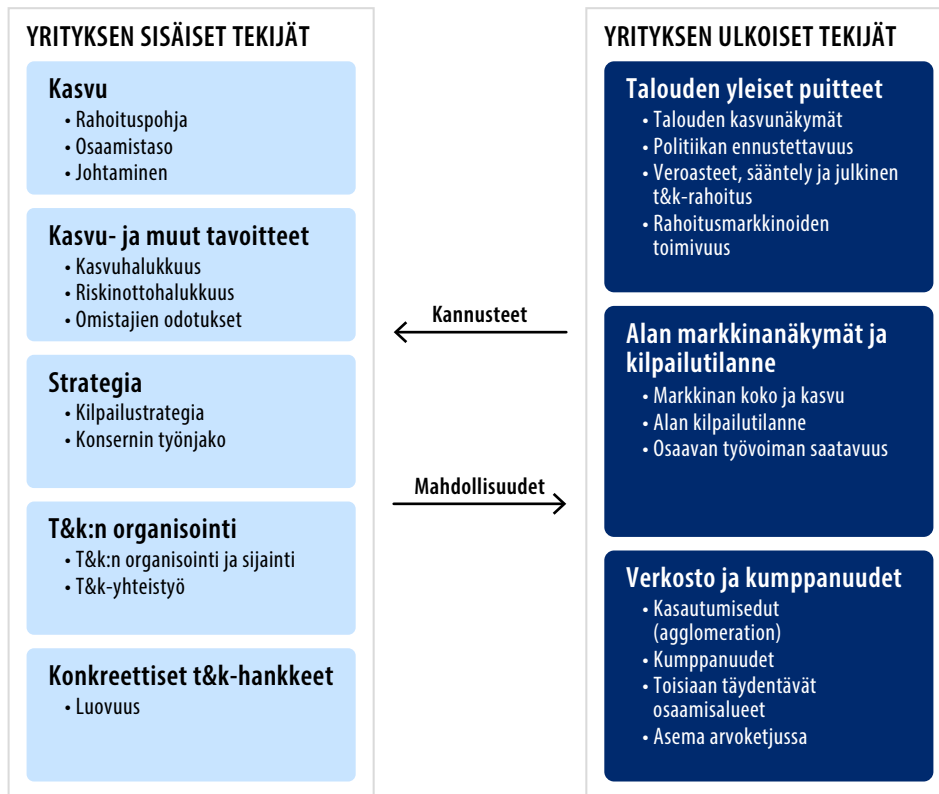 YRITYKSEN SISÄISET TEKIJÄT
Kasvu
• Rahoituspohja
• Osaamistaso
• Johtaminen
Kasvu- ja muut tavoitteet
• Kasvuhalukkuus
• Riskinottohalukkuus
• Omistajien odotukset
Strategia
• Kilpailustrategia
• Konsernin työnjako
T&k:n organisointi
• T&k:n organisointi ja sijainti
• T&k-yhteistyö
Konkreettiset t&k-hankkeet
• Luovuus
Kannusteet
Mahdollisuudet
YRITYKSEN ULKOISET TEKIJÄT
Talouden yleiset puitteet
• Talouden kasvunäkymät
• Politiikan ennustettavuus
• Veroasteet, sääntely ja julkinen
t&k-rahoitus
• Rahoitusmarkkinoiden
toimivuus
Alan markkinanäkymät ja
kilpailutilanne
• Markkinan koko ja kasvu
• Alan kilpailutilanne
• Osaavan työvoiman saatavuus
Verkosto ja kumppanuudet
• Kasautumisedut
(agglomeration)
• Kumppanuudet
• Toisiaan täydentävät
osaamisalueet
• Asema arvoketjussa